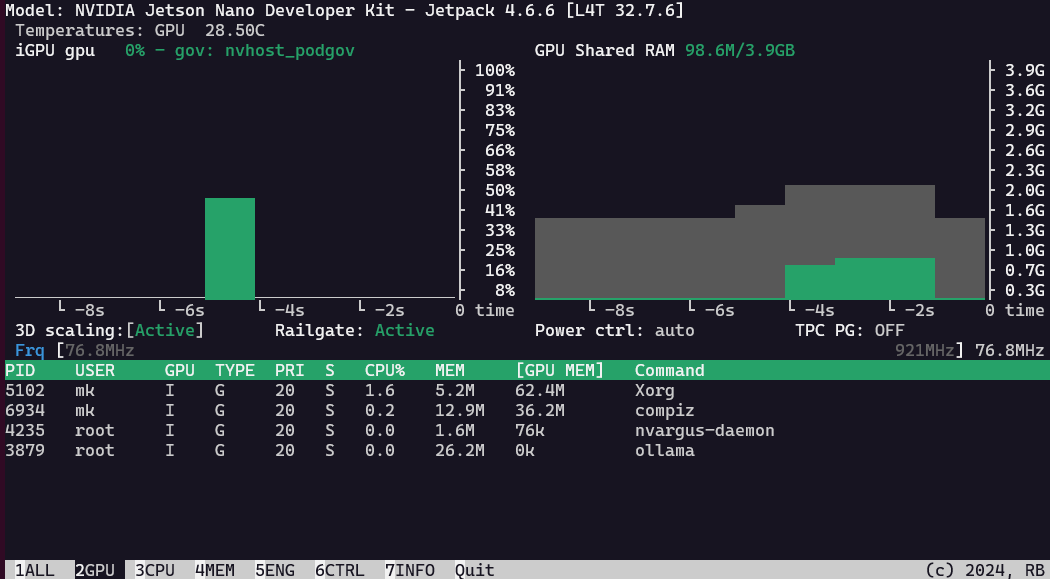 Model: NVIDIA Jetson Nano Developer Kit - Jetpack 4.6.6 [L4T 32.7.6]
Temperatures: GPU 28.50C
iGPU gpu 0% - gov: nvhost_podgov GPU Shared RAM 98.6M/3.9GB
100% 3.9G
91% 3.6G
83% 3.2G
75% 2.9G
66% 2.6G
58% 2.3G
50% 2.0G
41% 1.6G
33% 1.3G
25% 1.0G
16% 0.7G
8% 0.3G
-8s -6s -4s -2s 0 time -8s -6s -4s -2s 0 time
3D scaling:[Active] Railgate: Active Power ctrl: auto TPC PG: OFF
Frq [76.8MHz 921MHz] 76.8MHz
PID USER GPU TYPE PRI S CPU% MEM [GPU MEM] Command
5102 mk I G 20 S 1.6 5.2M 62.4M Xorg
6934 mk I G 20 S 0.2 12.9M 36.2M compiz
4235 root I G 20 S 0.0 1.6M 76k nvargus-daemon
3879 root I G 20 S 0.0 26.2M 0k ollama
1ALL 2GPU 3CPU 4MEM 5ENG 6CTRL 7INFO Quit (c) 2024, RB